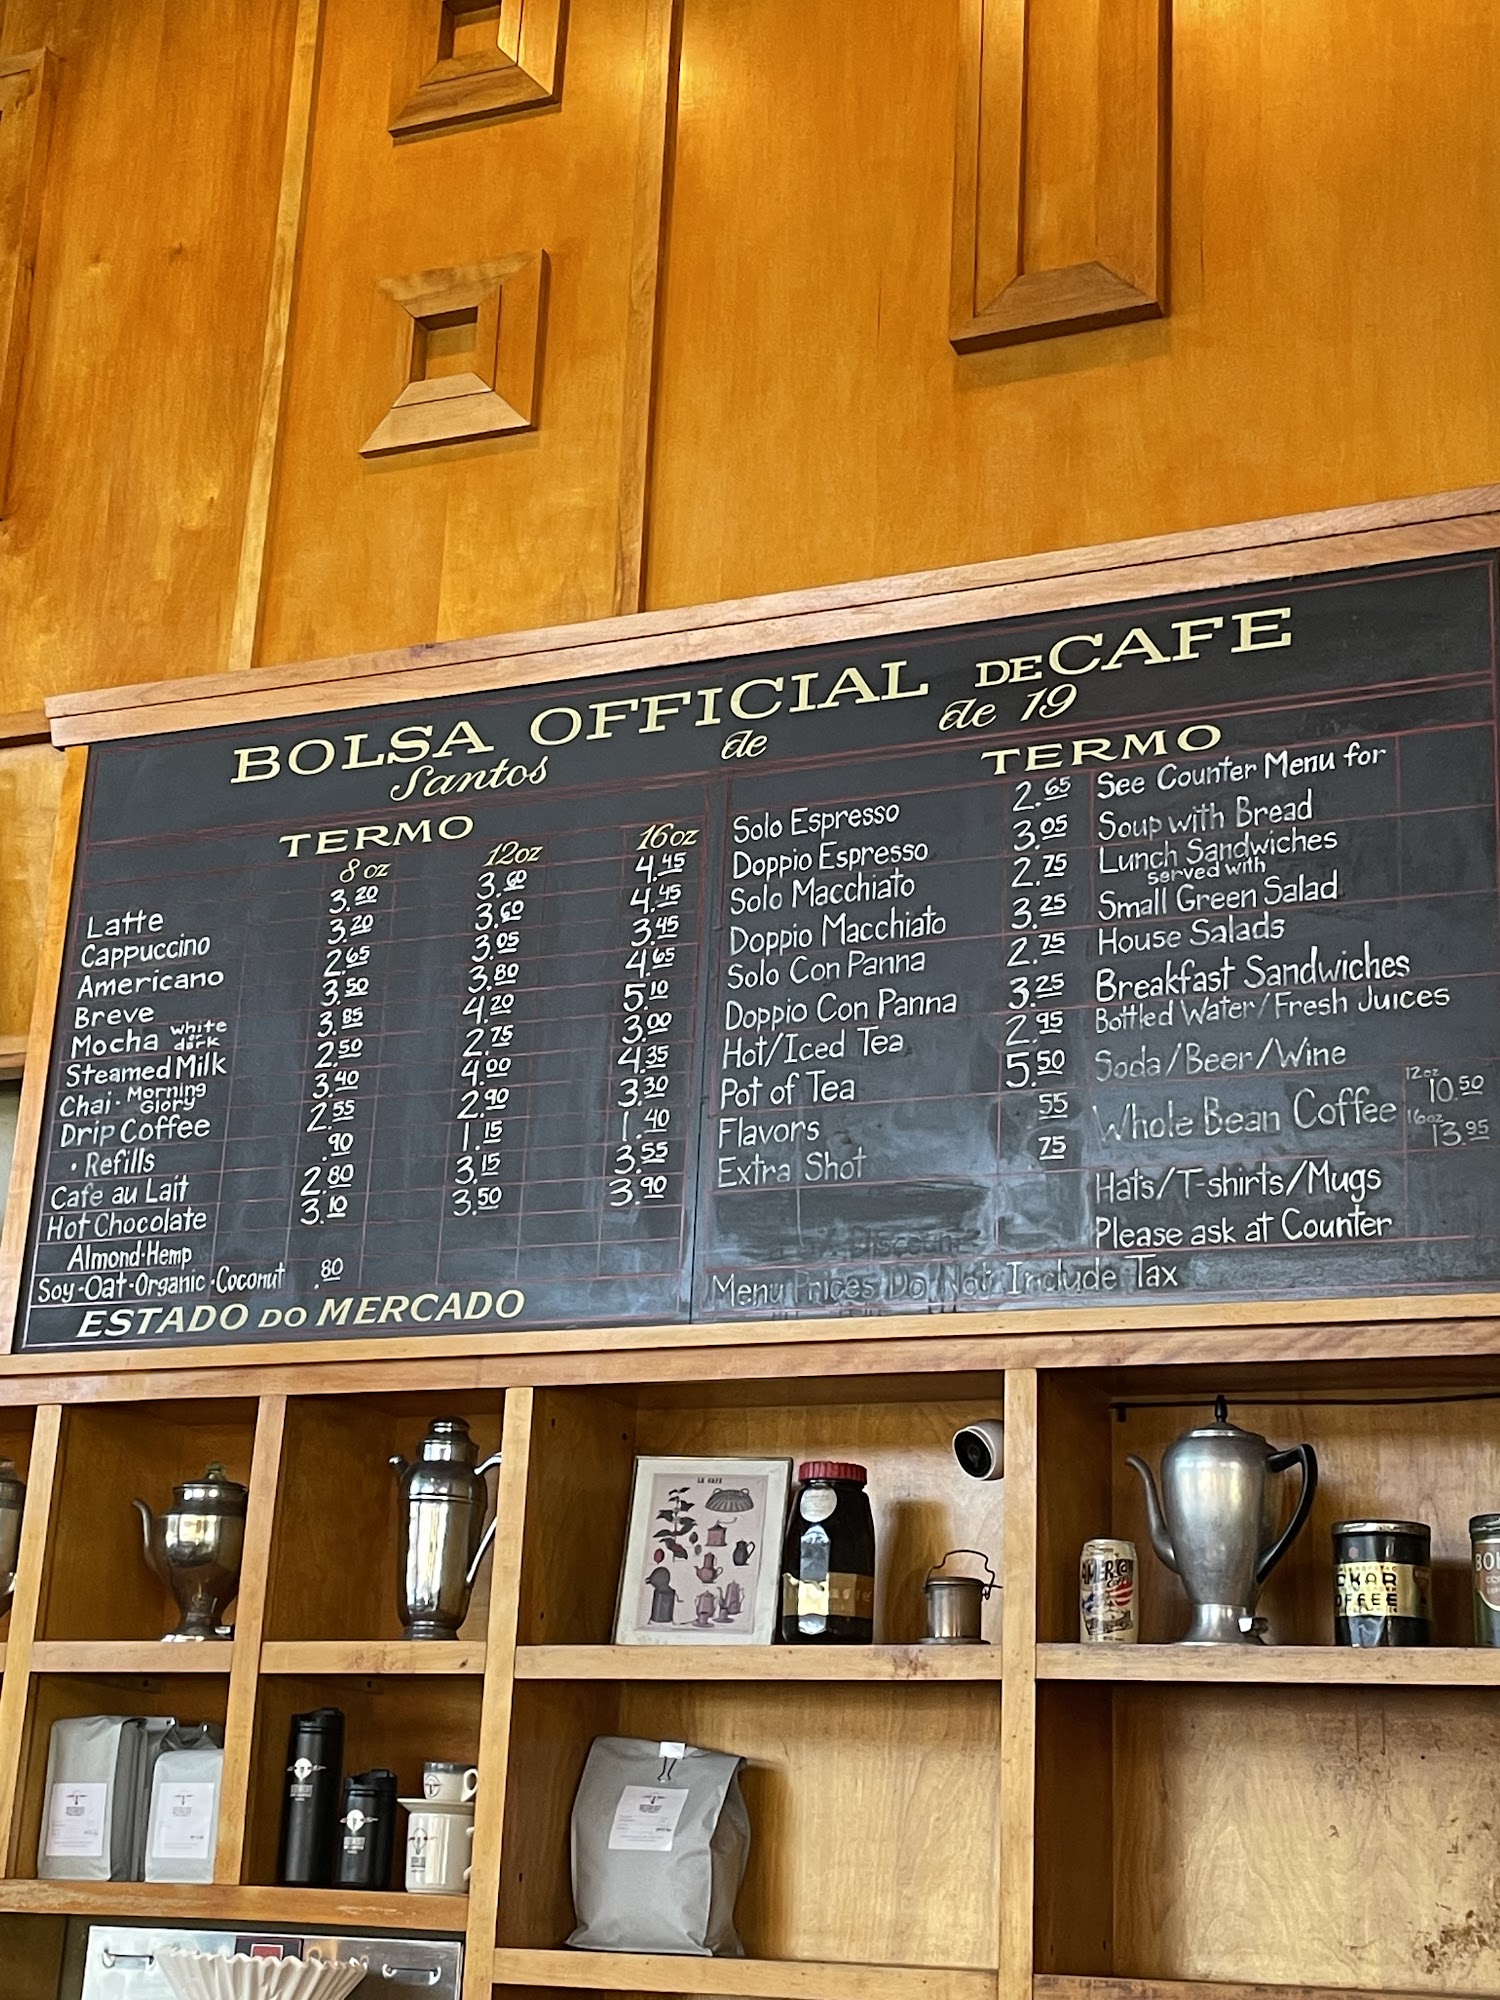 BOLSA OFFICIAL DE CAFE
Santos de de 19
TERMO
8 oz 12oz 16oz
Latte 3.20 3.60 4.45
Cappuccino 3.20 3.60 4.45
Americano 2.65 3.05 3.45
Breve 3.50 3.80 4.65
Mocha white or dark 3.85 4.20 5.10
Steamed Milk 2.50 2.75 3.00
Chai · Morning Glory 3.40 4.00 4.35
Drip Coffee 2.55 2.90 3.30
· Refills .90 1.15 1.40
Cafe au Lait 2.80 3.15 3.55
Hot Chocolate 3.10 3.50 3.90
Almond · Hemp
Soy - Oat - Organic · Coconut .80
ESTADO DO MERCADO
TERMO
Solo Espresso 2.65
Doppio Espresso 3.05
Solo Macchiato 2.75
Doppio Macchiato 3.25
Solo Con Panna 2.75
Doppio Con Panna 3.25
Hot/Iced Tea 2.95
Pot of Tea 5.50
Flavors 55
Extra Shot 75
Menu Prices Do Not Include Tax
See Counter Menu for
Soup with Bread
Lunch Sandwiches
served with
Small Green Salad
House Salads
Breakfast Sandwiches
Bottled Water/Fresh Juices
Soda/Beer/Wine
Whole Bean Coffee 12oz 10.50
16oz 13.95
Hats/T-shirts/Mugs
Please ask at Counter